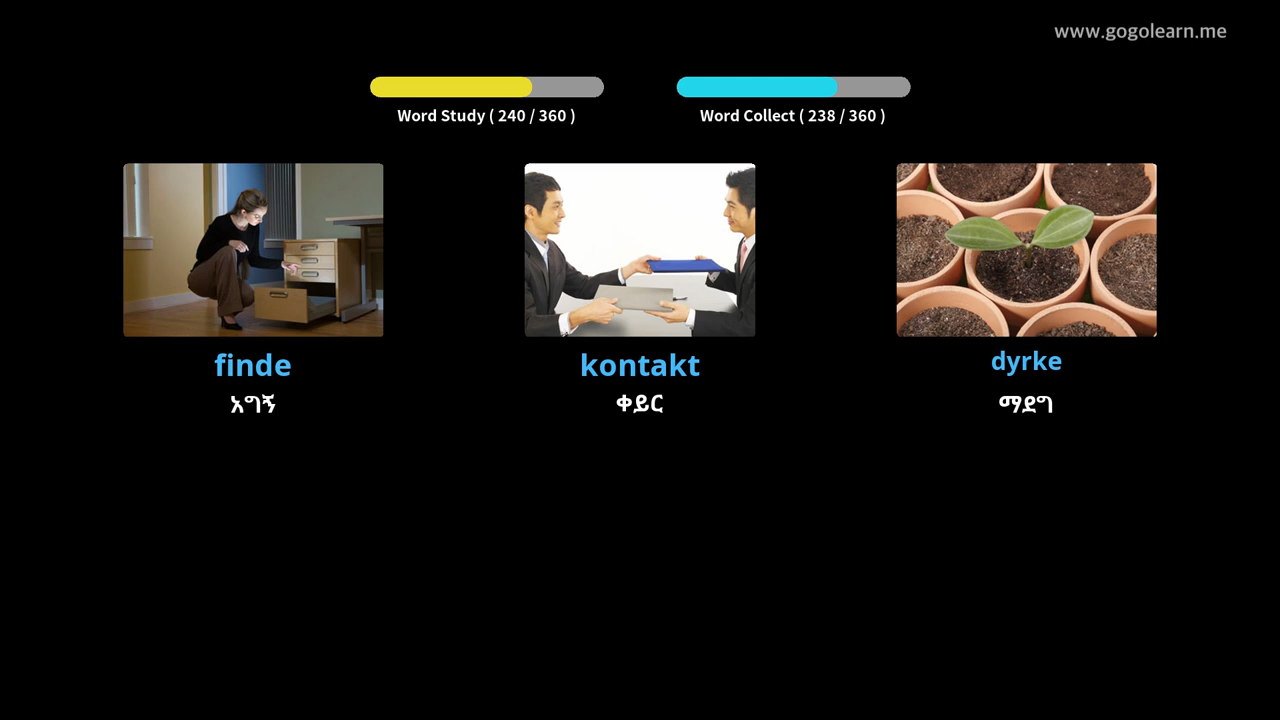 www.gogolearn.me
Word Study ( 240 / 360 )
Word Collect ( 238 / 360 )
finde
kontakt
dyrke
አግኝ
ቀይር
ማደግ